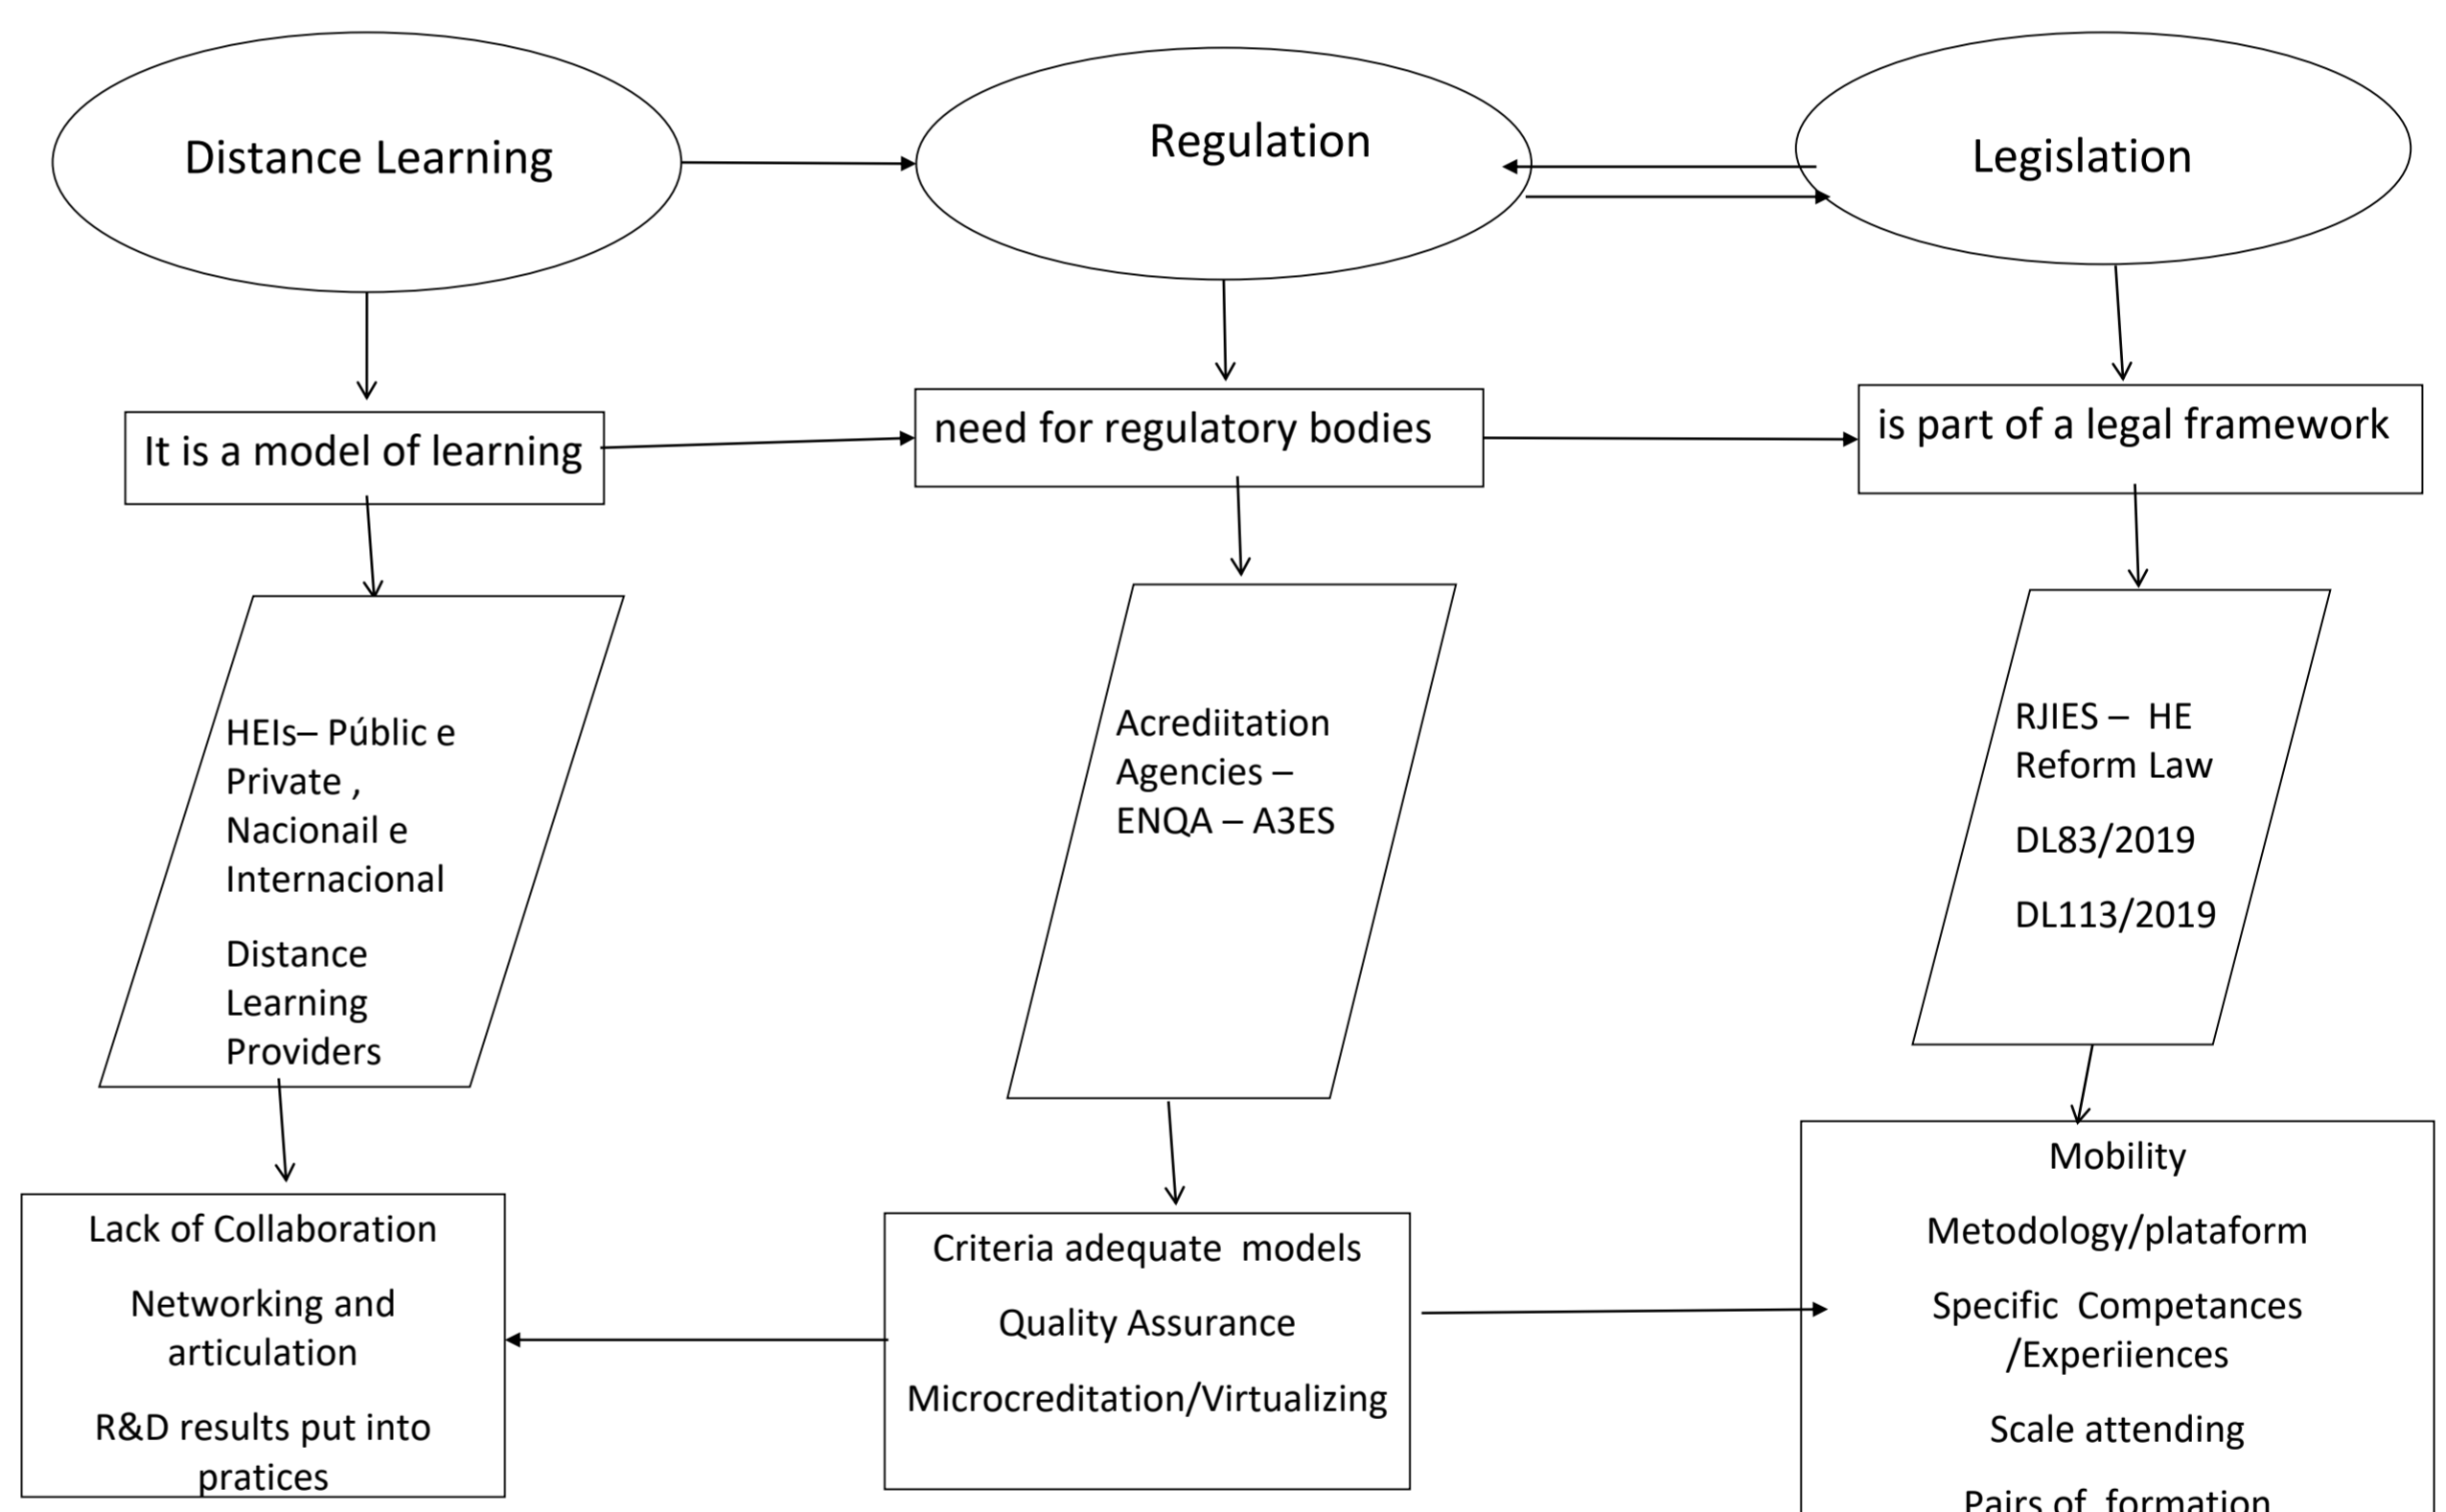 Distance Learning
Regulation
Legislation
It is a model of learning
need for regulatory bodies
is part of a legal framework
HEIs– Públic e
Private ,
Nacionail e
Internacional
Distance
Learning
Providers
Acrediitation
Agencies –
ENQA – A3ES
RJIES – HE
Reform Law
DL83/2019
DL113/2019
Lack of Collaboration
Networking and
articulation
R&D results put into
pratices
Criteria adequate models
Quality Assurance
Microcreditation/Virtualizing
Mobility
Metodology/plataform
Specific Competances
/Experiiences
Scale attending
Pairs of formation